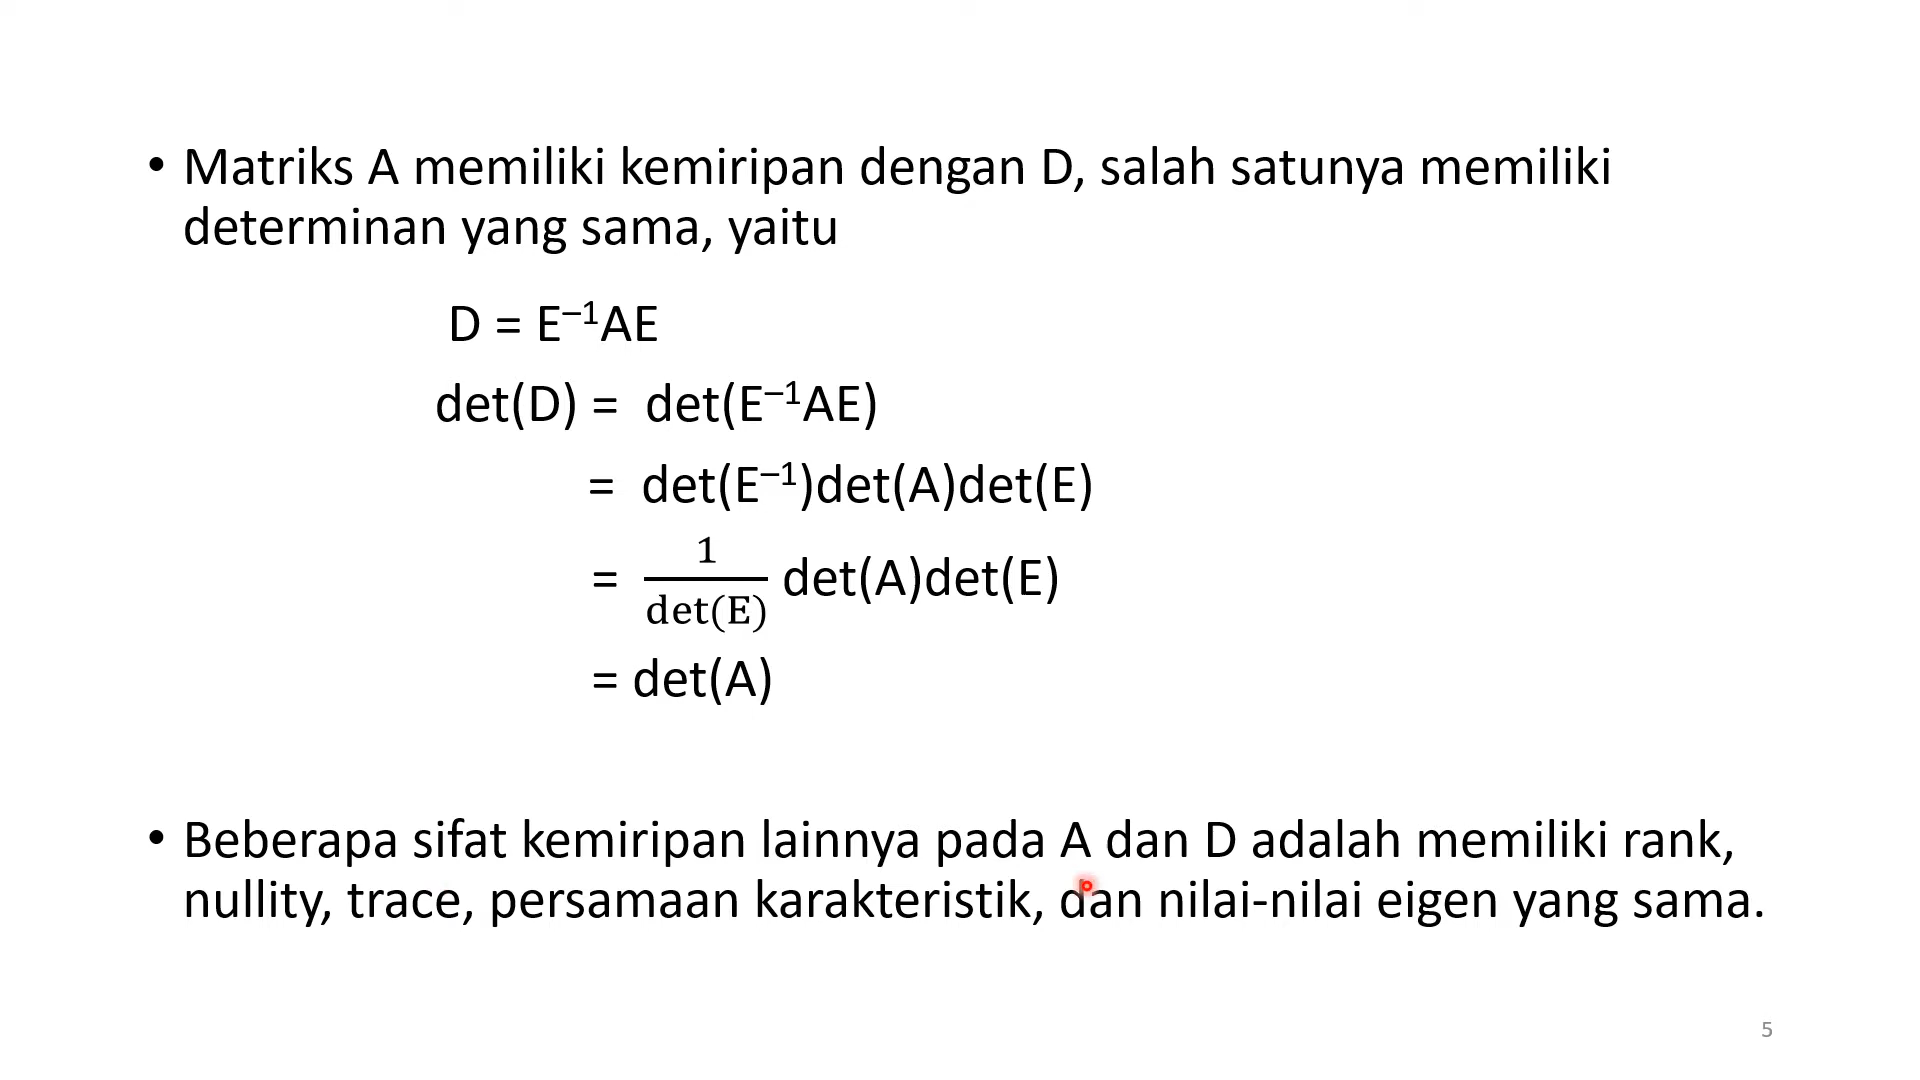 • Matriks A memiliki kemiripan dengan D, salah satunya memiliki
determinan yang sama, yaitu
D = E⁻¹AE
det(D) = det(E⁻¹AE)
= det(E⁻¹)det(A)det(E)
= 1/det(E) det(A)det(E)
= det(A)
• Beberapa sifat kemiripan lainnya pada A dan D adalah memiliki rank,
nullity, trace, persamaan karakteristik, dan nilai-nilai eigen yang sama.
5